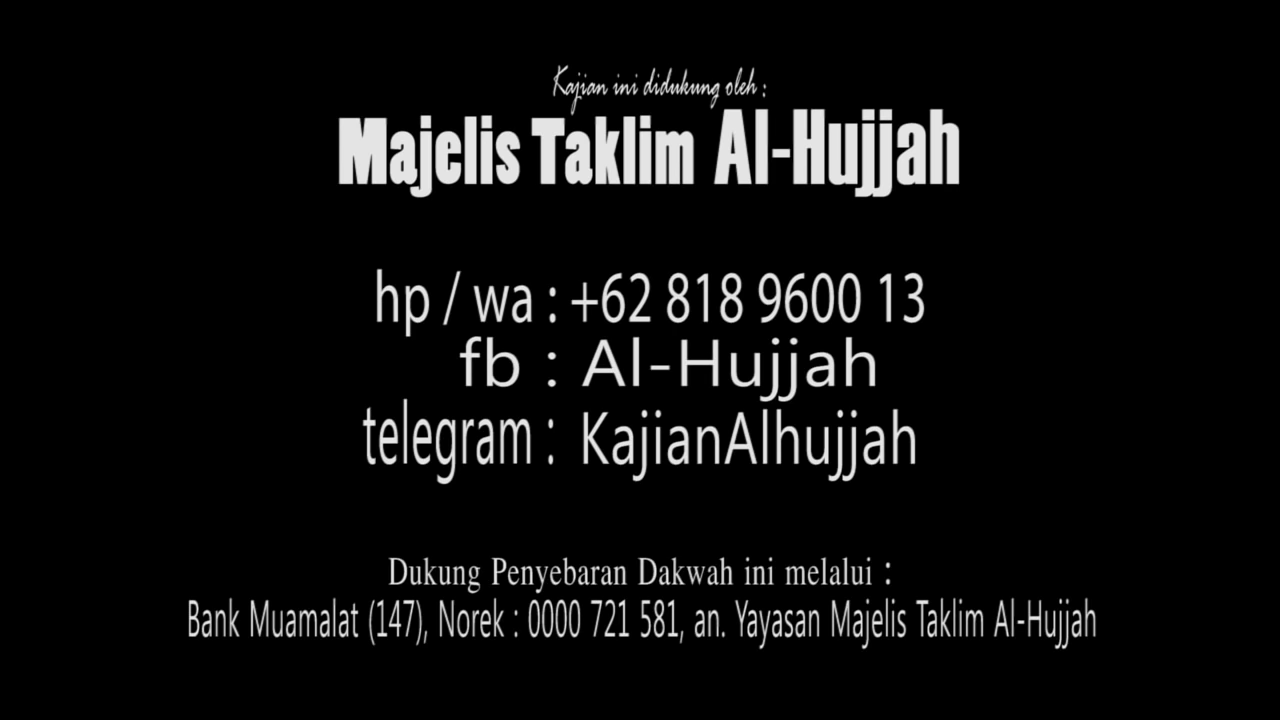 Kajian ini didukung oleh :
Majelis Taklim Al-Hujjah
hp / wa : +62 818 9600 13
fb : Al-Hujjah
telegram : KajianAlhujjah
Dukung Penyebaran Dakwah ini melalui :
Bank Muamalat (147), Norek : 0000 721 581, an. Yayasan Majelis Taklim Al-Hujjah